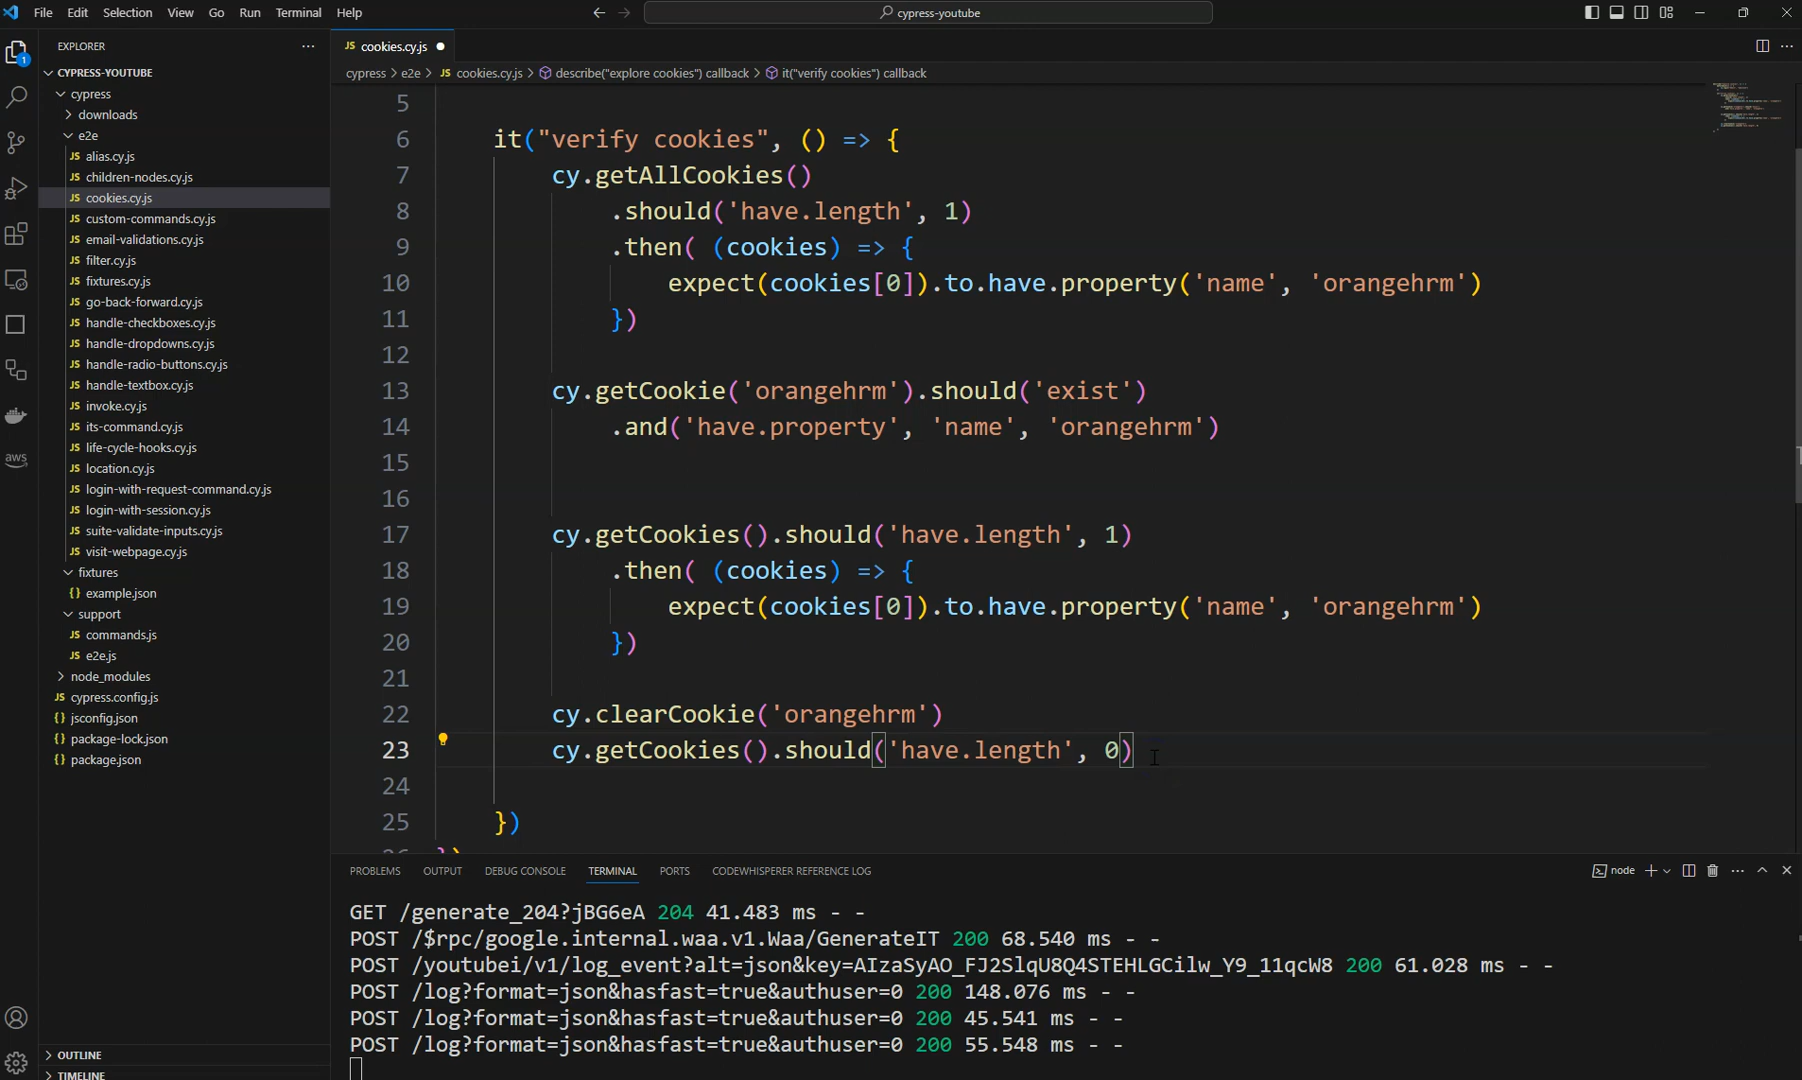 File Edit Selection View Go Run Terminal Help
cypress-youtube
EXPLORER
CYPRESS-YOUTUBE
cypress
downloads
e2e
JS alias.cy.js
JS children-nodes.cy.js
JS cookies.cy.js
JS custom-commands.cy.js
JS email-validations.cy.js
JS filter.cy.js
JS fixtures.cy.js
JS go-back-forward.cy.js
JS handle-checkboxes.cy.js
JS handle-dropdowns.cy.js
JS handle-radio-buttons.cy.js
JS handle-textbox.cy.js
JS invoke.cy.js
JS its-command.cy.js
JS life-cycle-hooks.cy.js
JS location.cy.js
JS login-with-request-command.cy.js
JS login-with-session.cy.js
JS suite-validate-inputs.cy.js
JS visit-webpage.cy.js
fixtures
{} example.json
support
JS commands.js
JS e2e.js
node_modules
JS cypress.config.js
{} jsconfig.json
{} package-lock.json
{} package.json
OUTLINE
TIMELINE
1
aws
JS cookies.cy.js
cypress > e2e > JS cookies.cy.js > describe("explore cookies") callback > it("verify cookies") callback
5
6 it("verify cookies", () => {
7 cy.getAllCookies()
8 .should('have.length', 1)
9 .then( (cookies) => {
10 expect(cookies[0]).to.have.property('name', 'orangehrm')
11 })
12
13 cy.getCookie('orangehrm').should('exist')
14 .and('have.property', 'name', 'orangehrm')
15
16
17 cy.getCookies().should('have.length', 1)
18 .then( (cookies) => {
19 expect(cookies[0]).to.have.property('name', 'orangehrm')
20 })
21
22 cy.clearCookie('orangehrm')
23 cy.getCookies().should('have.length', 0)
24
25 })
26 })
PROBLEMS OUTPUT DEBUG CONSOLE TERMINAL PORTS CODEWHISPERER REFERENCE LOG
node
GET /generate_204?jBG6eA 204 41.483 ms - -
POST /$rpc/google.internal.waa.v1.Waa/GenerateIT 200 68.540 ms - -
POST /youtubei/v1/log_event?alt=json&key=AIzaSyAO_FJ2SlqU8Q4STEHLGCilw_Y9_11qcW8 200 61.028 ms - -
POST /log?format=json&hasfast=true&authuser=0 200 148.076 ms - -
POST /log?format=json&hasfast=true&authuser=0 200 45.541 ms - -
POST /log?format=json&hasfast=true&authuser=0 200 55.548 ms - -